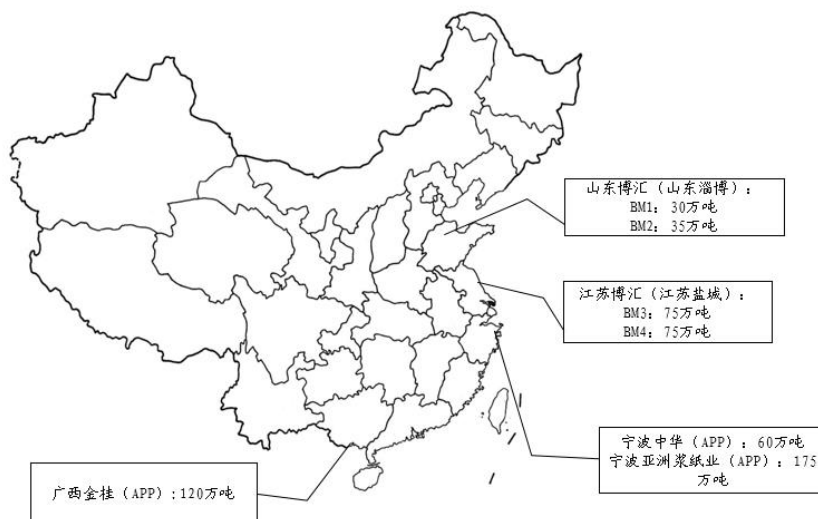 山东博汇（山东淄博）：
BM1：30万吨
BM2：35万吨
江苏博汇（江苏盐城）：
BM3：75万吨
BM4：75万吨
宁波中华（APP）：60万吨
宁波亚洲浆纸业（APP）：175
万吨
广西金桂（APP）:120万吨